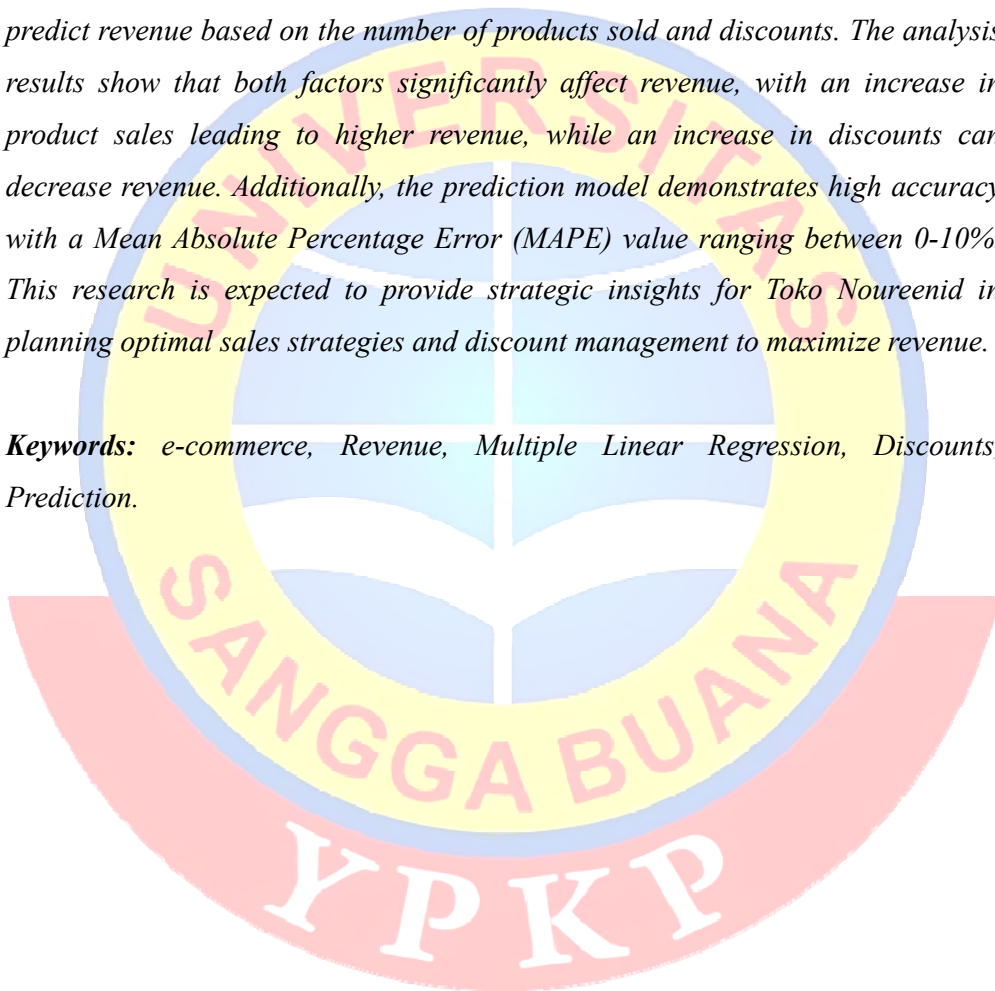 predict revenue based on the number of products sold and discounts. The analysis
results show that both factors significantly affect revenue, with an increase in
product sales leading to higher revenue, while an increase in discounts can
decrease revenue. Additionally, the prediction model demonstrates high accuracy
with a Mean Absolute Percentage Error (MAPE) value ranging between 0-10%
This research is expected to provide strategic insights for Toko Noureenid in
planning optimal sales strategies and discount management to maximize revenue.
Keywords: e-commerce, Revenue, Multiple Linear Regression, Discounts,
Prediction.
UNIVERSITAS
SANGGA BUANA
YPKP